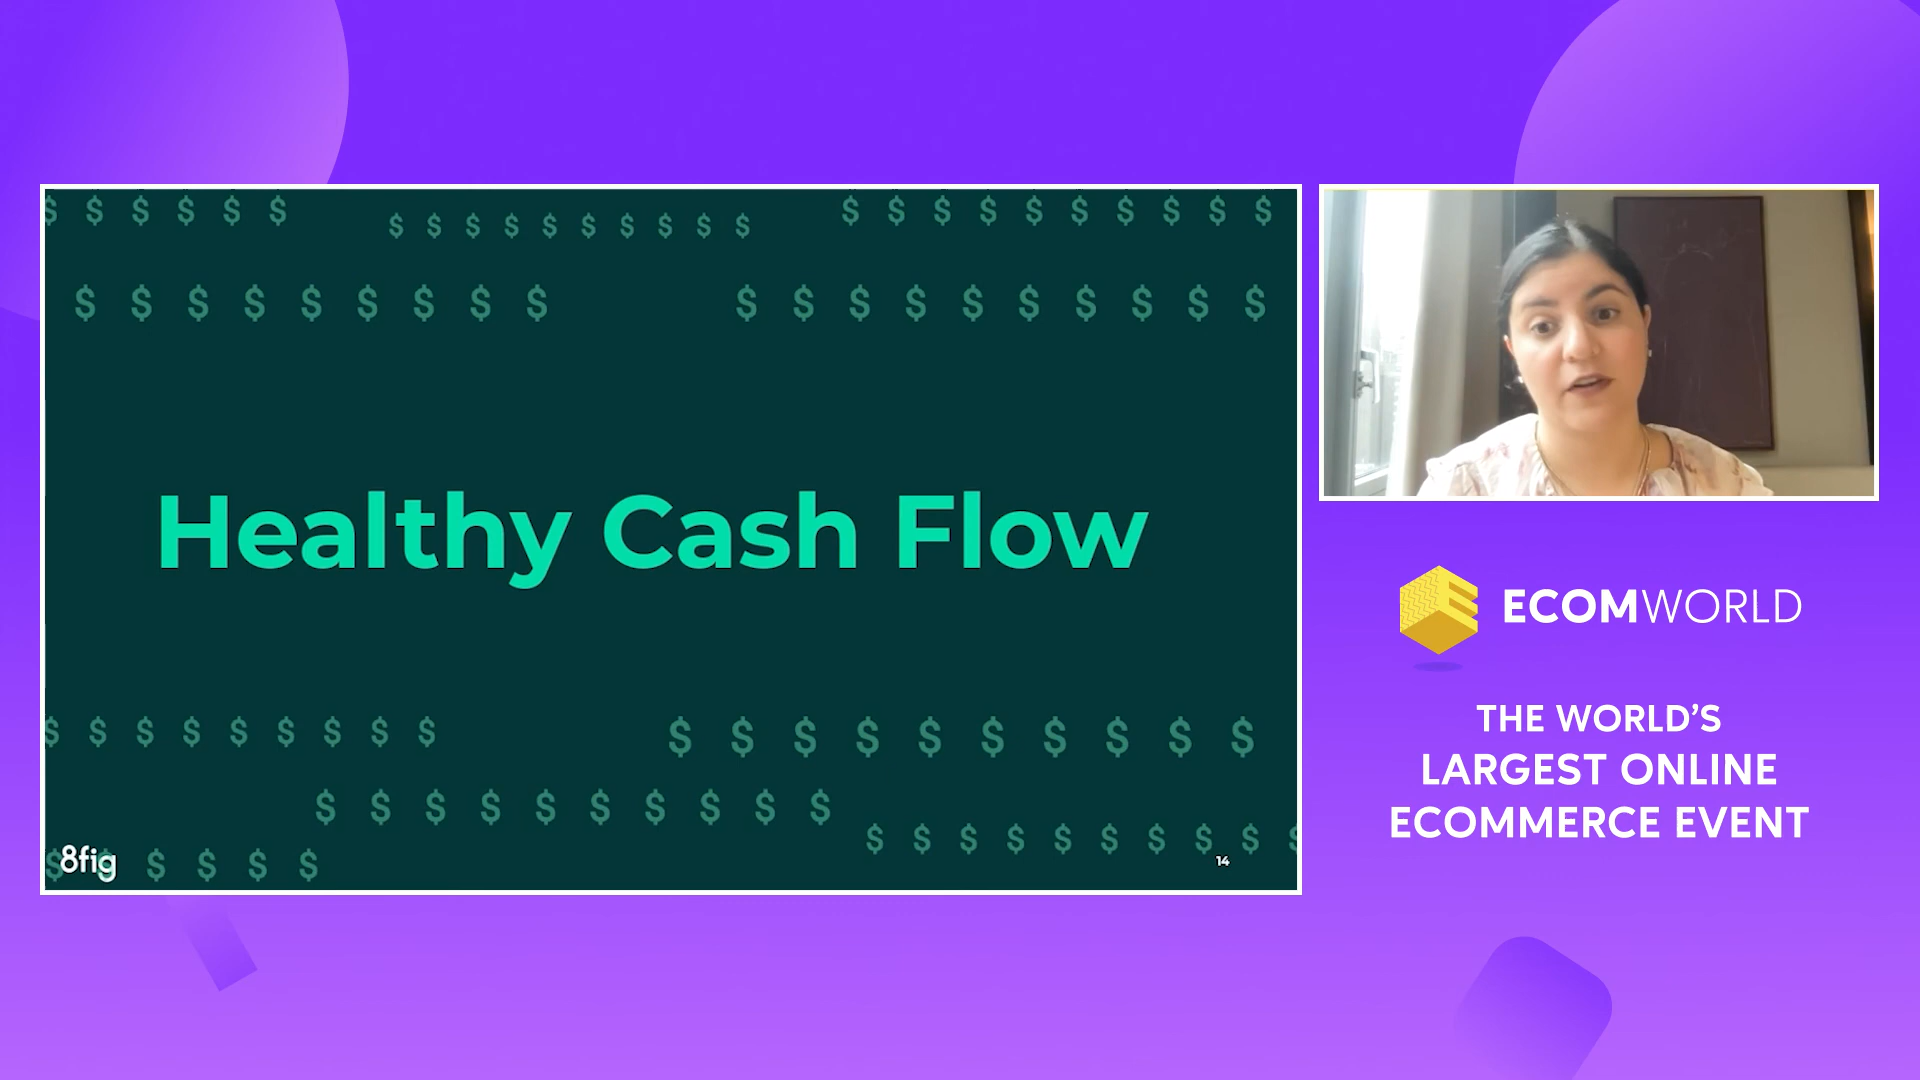 $ $ $ $ $ $
$ $ $ $ $ $ $ $ $ $
$ $ $ $ $ $ $ $ $ $
$ $ $ $ $ $ $ $ $
$ $ $ $ $ $ $ $ $ $
Healthy Cash Flow
$ $ $ $ $ $ $ $ $
$ $ $ $ $ $ $ $ $ $
$ $ $ $ $ $ $ $ $ $
$ $ $ $ $ $ $ $ $ $
$ $ $ $ $
8fig
14
ECOMWORLD
THE WORLD’S
LARGEST ONLINE
ECOMMERCE EVENT